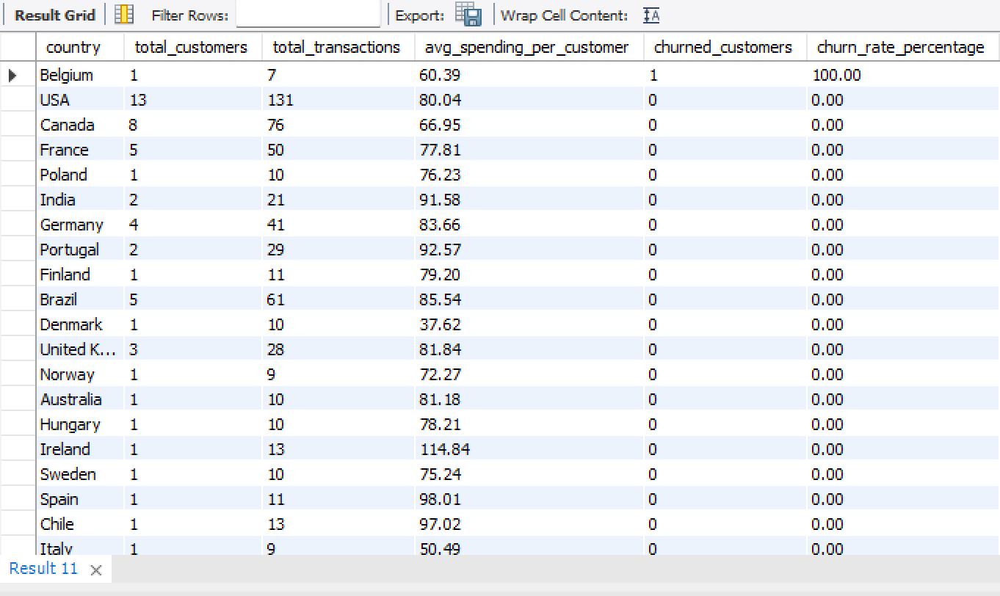 Result Grid Filter Rows: Export: Wrap Cell Content: IA
country total_customers total_transactions avg_spending_per_customer churned_customers churn_rate_percentage
Belgium 1 7 60.39 1 100.00
USA 13 131 80.04 0 0.00
Canada 8 76 66.95 0 0.00
France 5 50 77.81 0 0.00
Poland 1 10 76.23 0 0.00
India 2 21 91.58 0 0.00
Germany 4 41 83.66 0 0.00
Portugal 2 29 92.57 0 0.00
Finland 1 11 79.20 0 0.00
Brazil 5 61 85.54 0 0.00
Denmark 1 10 37.62 0 0.00
United K... 3 28 81.84 0 0.00
Norway 1 9 72.27 0 0.00
Australia 1 10 81.18 0 0.00
Hungary 1 10 78.21 0 0.00
Ireland 1 13 114.84 0 0.00
Sweden 1 10 75.24 0 0.00
Spain 1 11 98.01 0 0.00
Chile 1 13 97.02 0 0.00
Italy 1 9 50.49 0 0.00
Result 11